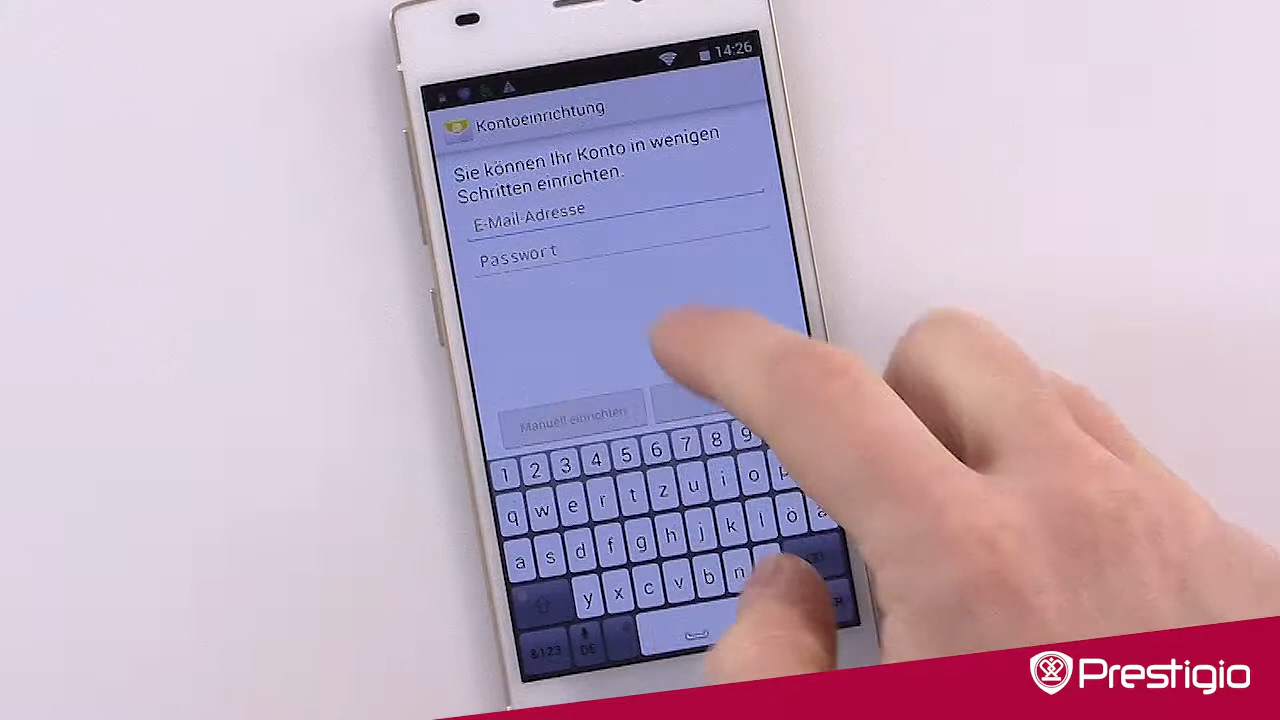 14:26
Kontoeinrichtung
Sie können Ihr Konto in wenigen
Schritten einrichten.
E-Mail-Adresse
Passwort
Manuell einrichten
1 2 3 4 5 6 7 8 9
q w e r t z u i o p
a s d f g h j k l ö ä
y x c v b n
&123 DE
Prestigio